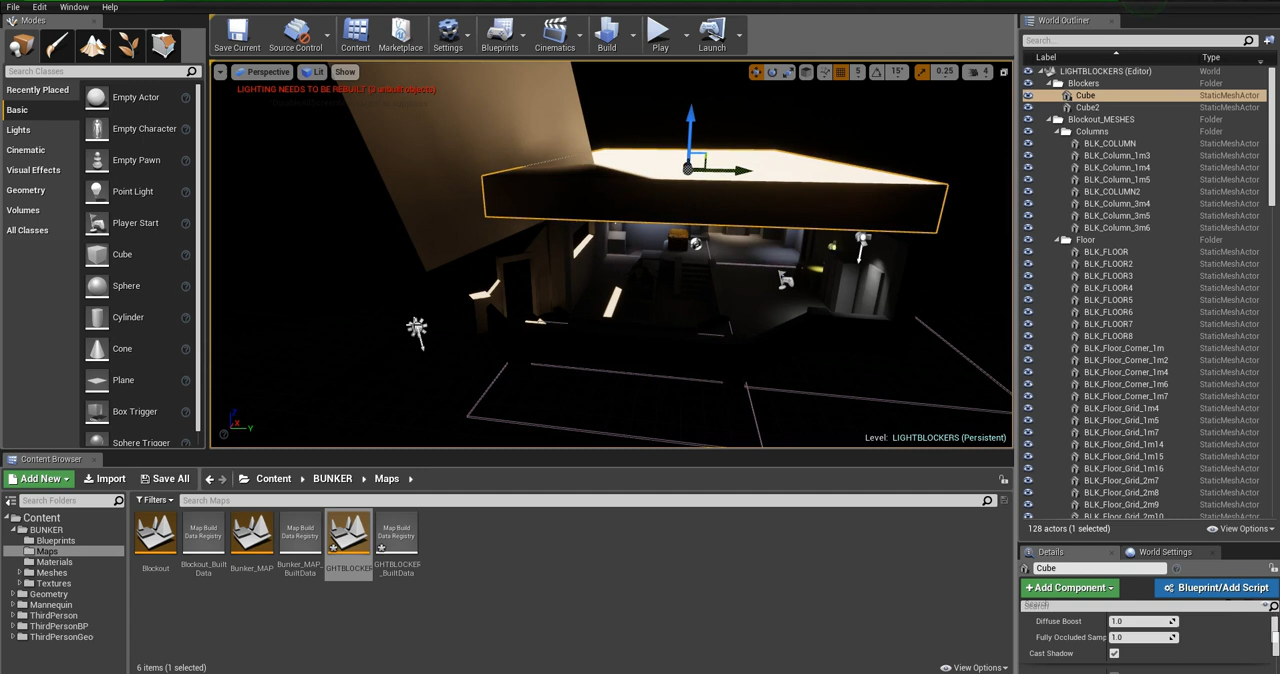 File Edit Window Help
Modes
Search Classes
Recently Placed
Basic
Lights
Cinematic
Visual Effects
Geometry
Volumes
All Classes
Empty Actor
Empty Character
Empty Pawn
Point Light
Player Start
Cube
Sphere
Cylinder
Cone
Plane
Box Trigger
Sphere Trigger
Save Current Source Control Content Marketplace Settings Blueprints Cinematics Build Play Launch
Perspective Lit Show
5 15° 0.25 4
LIGHTING NEEDS TO BE REBUILT
Level: LIGHTBLOCKERS (Persistent)
World Outliner
Search...
Label Type
LIGHTBLOCKERS (Editor) World
Blockers Folder
Cube StaticMeshActor
Cube2 StaticMeshActor
Blockout_MESHES Folder
Columns Folder
BLK_COLUMN StaticMeshActor
BLK_Column_1m3 StaticMeshActor
BLK_Column_1m4 StaticMeshActor
BLK_Column_1m5 StaticMeshActor
BLK_COLUMN2 StaticMeshActor
BLK_Column_3m4 StaticMeshActor
BLK_Column_3m5 StaticMeshActor
BLK_Column_3m6 StaticMeshActor
Floor Folder
BLK_FLOOR StaticMeshActor
BLK_FLOOR2 StaticMeshActor
BLK_FLOOR3 StaticMeshActor
BLK_FLOOR4 StaticMeshActor
BLK_FLOOR5 StaticMeshActor
BLK_FLOOR6 StaticMeshActor
BLK_FLOOR7 StaticMeshActor
BLK_FLOOR8 StaticMeshActor
BLK_Floor_Corner_1m StaticMeshActor
BLK_Floor_Corner_1m2 StaticMeshActor
BLK_Floor_Corner_1m4 StaticMeshActor
BLK_Floor_Corner_1m6 StaticMeshActor
BLK_Floor_Corner_1m7 StaticMeshActor
BLK_Floor_Grid_1m4 StaticMeshActor
BLK_Floor_Grid_1m5 StaticMeshActor
BLK_Floor_Grid_1m7 StaticMeshActor
BLK_Floor_Grid_1m14 StaticMeshActor
BLK_Floor_Grid_1m15 StaticMeshActor
BLK_Floor_Grid_1m16 StaticMeshActor
BLK_Floor_Grid_2m7 StaticMeshActor
BLK_Floor_Grid_2m8 StaticMeshActor
BLK_Floor_Grid_2m9 StaticMeshActor
BLK_Floor_Grid_2m10 StaticMeshActor
128 actors (1 selected) View Options
Content Browser
Add New Import Save All Content BUNKER Maps
Search Folders
Filters Search Maps
Content
BUNKER
Blueprints
Maps
Materials
Meshes
Textures
Geometry
Mannequin
ThirdPerson
ThirdPersonBP
ThirdPersonGeo
Map Build Data Registry
Map Build Data Registry
Map Build Data Registry
Blockout
Blockout_Built Data
Bunker_MAP
Bunker_MAP_BuiltData
GHTBLOCKER
GHTBLOCKER_BuiltData
6 items (1 selected) View Options
Details World Settings
Cube
Add Component Blueprint/Add Script
Search
Diffuse Boost 1.0
Fully Occluded Samp 1.0
Cast Shadow